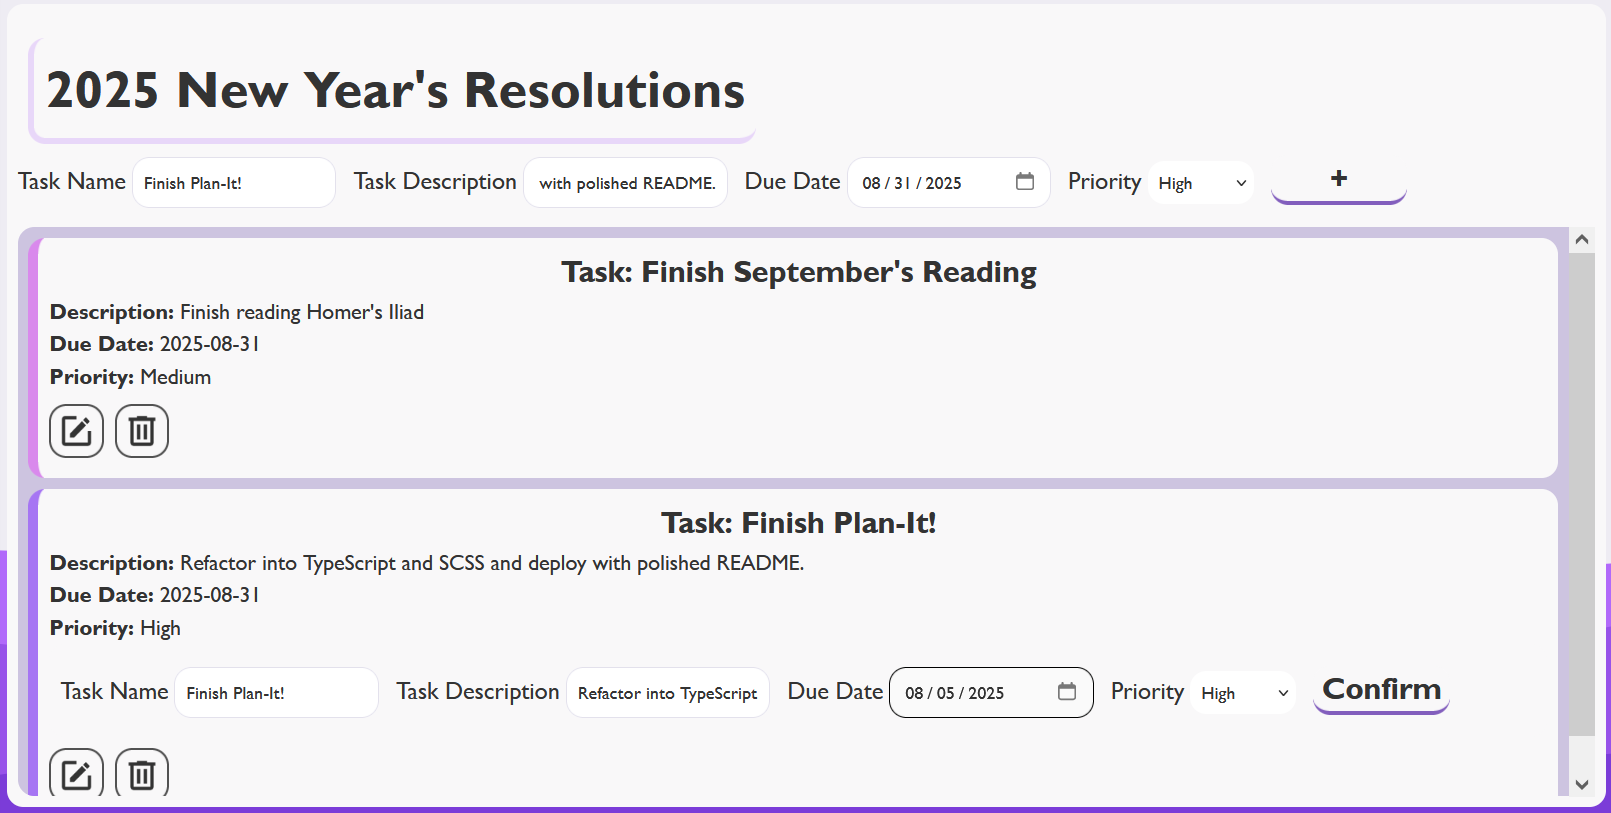 2025 New Year's Resolutions
Task Name Finish Plan-It! Task Description with polished README. Due Date 08/31/2025 Priority High +
Task: Finish September's Reading
Description: Finish reading Homer's Iliad
Due Date: 2025-08-31
Priority: Medium
Task: Finish Plan-It!
Description: Refactor into TypeScript and SCSS and deploy with polished README.
Due Date: 2025-08-31
Priority: High
Task Name Finish Plan-It! Task Description Refactor into TypeScript Due Date 08/05/2025 Priority High Confirm